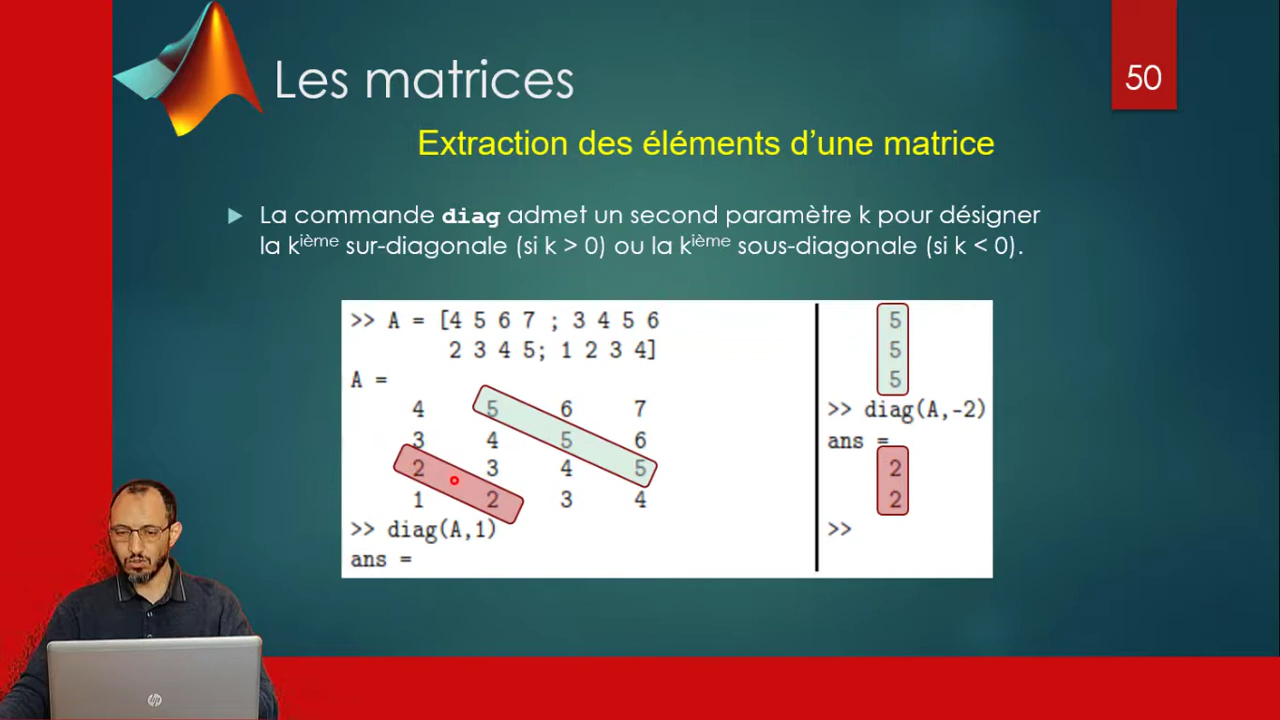 Les matrices
50
Extraction des éléments d’une matrice
La commande diag admet un second paramètre k pour désigner
la kième sur-diagonale (si k > 0) ou la kième sous-diagonale (si k < 0).
>> A = [4 5 6 7 ; 3 4 5 6
2 3 4 5; 1 2 3 4]
A =
4 5 6 7
3 4 5 6
2 3 4 5
1 2 3 4
>> diag(A,1)
ans =
5
5
5
>> diag(A,-2)
ans =
2
2
>>
hp